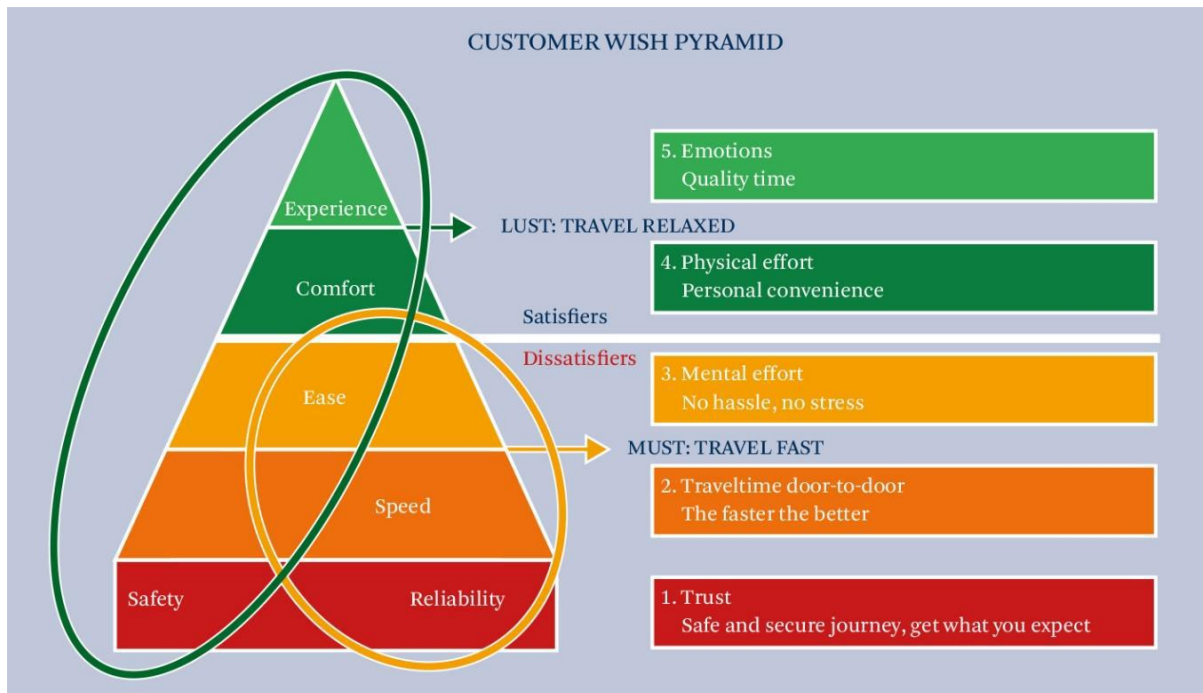 CUSTOMER WISH PYRAMID
Experience
Comfort
Ease
Speed
Safety
Reliability
LUST: TRAVEL RELAXED
Satisfiers
Dissatisfiers
MUST: TRAVEL FAST
5. Emotions
Quality time
4. Physical effort
Personal convenience
3. Mental effort
No hassle, no stress
2. Traveltime door-to-door
The faster the better
1. Trust
Safe and secure journey, get what you expect